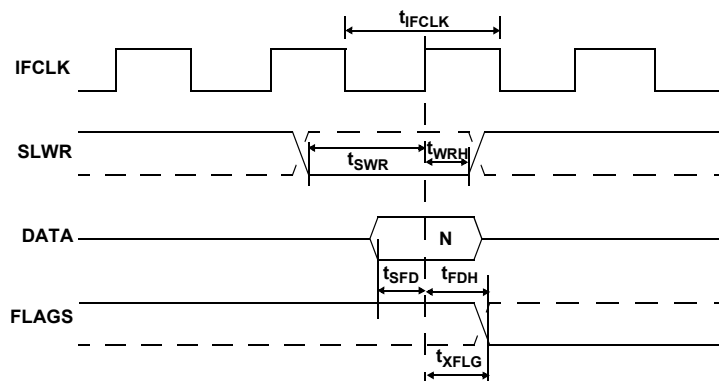 tIFCLK
IFCLK
SLWR
tSWR
tWRH
DATA
N
tSFD
tFDH
FLAGS
tXFLG